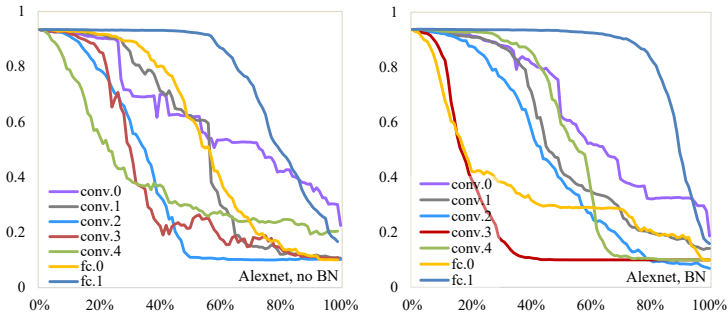 1
0.8
0.6
0.4
0.2
0
conv.0
conv.1
conv.2
conv.3
conv.4
fc.0
fc.1
Alexnet, no BN
0% 20% 40% 60% 80% 100%
1
0.8
0.6
0.4
0.2
0
conv.0
conv.1
conv.2
conv.3
conv.4
fc.0
fc.1
Alexnet, BN
0% 20% 40% 60% 80% 100%